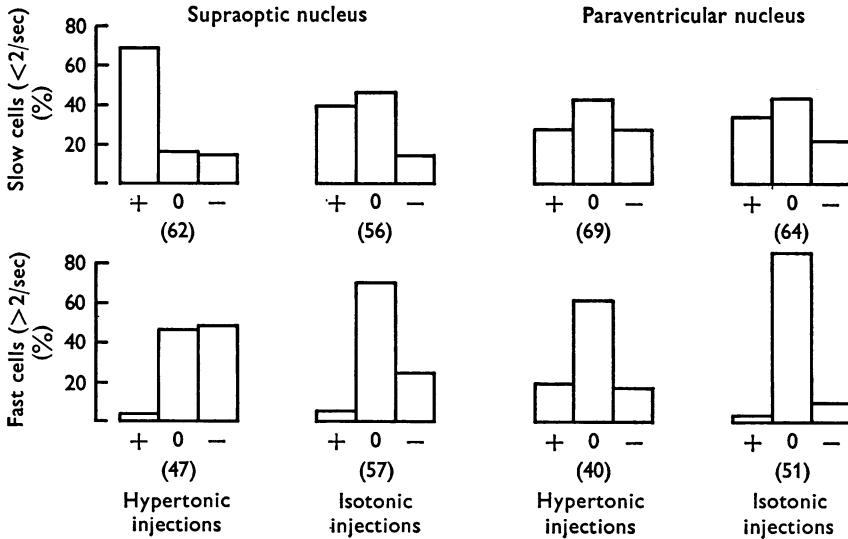 Supraoptic nucleus
Paraventricular nucleus
Slow cells (<2/sec)
(%)
80
60
40
20
+ 0 −
(62)
+ 0 −
(56)
+ 0 −
(69)
+ 0 −
(64)
Fast cells (>2/sec)
(%)
80
60
40
20
+ 0 −
(47)
+ 0 −
(57)
+ 0 −
(40)
+ 0 −
(51)
Hypertonic
injections
Isotonic
injections
Hypertonic
injections
Isotonic
injections